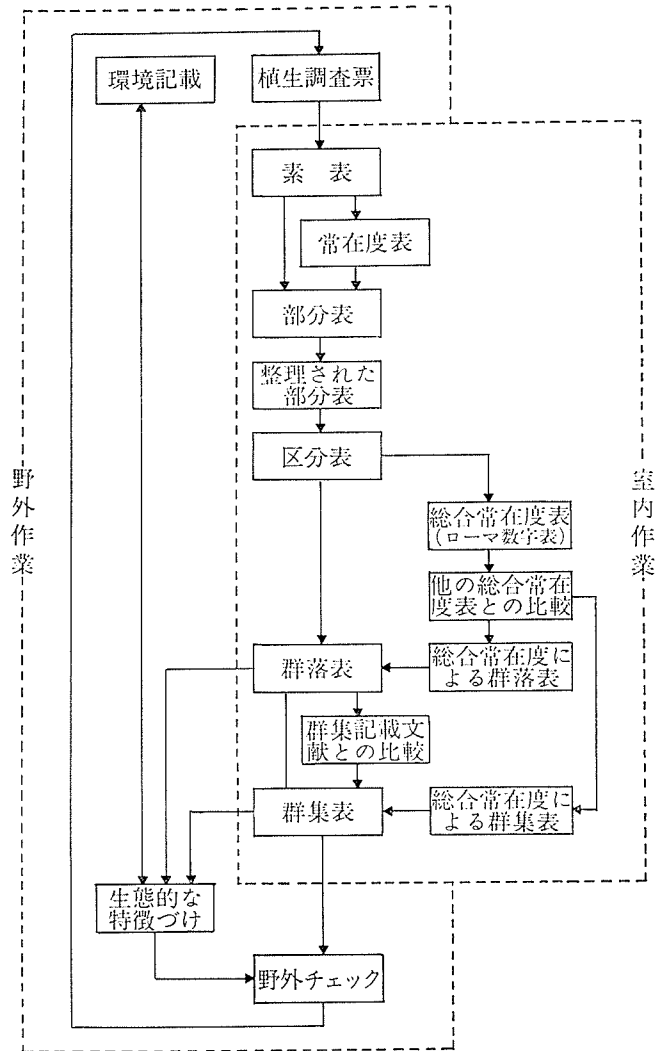 環境記載
植生調査票
素 表
常在度表
部分表
整理された
部分表
区分表
野外作業
室内作業
総合常在度表
(ローマ数字表)
他の総合常在
度表との比較
群落表
総合常在度に
よる群落表
群集記載文
献との比較
群集表
総合常在度に
よる群集表
生態的な
特徴づけ
野外チェック